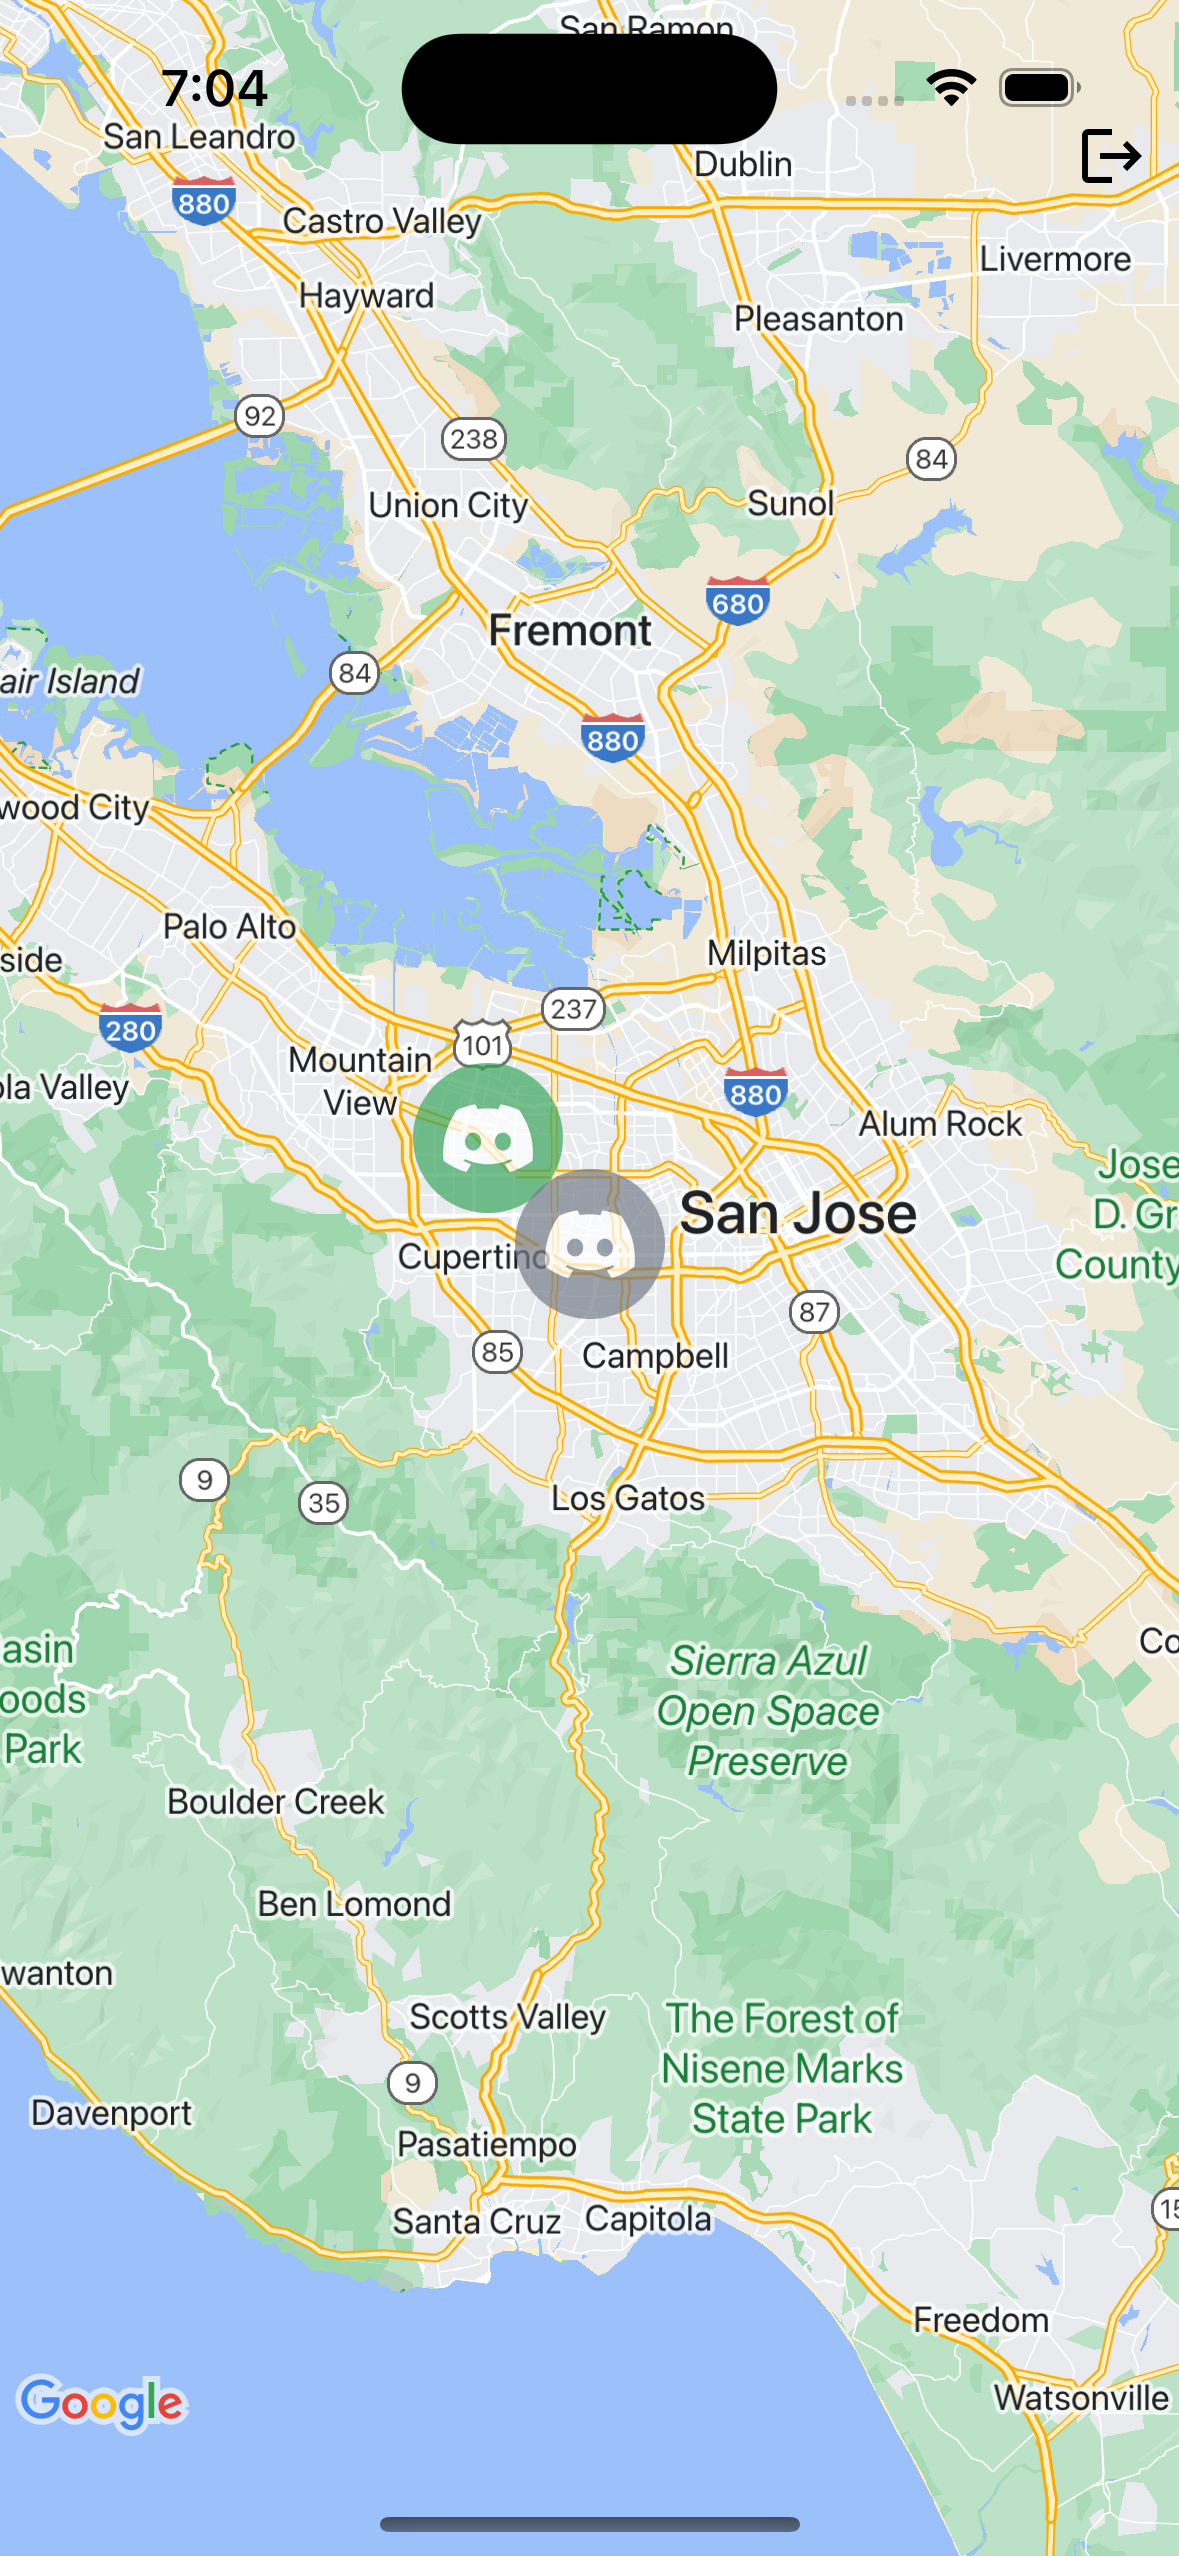 San Ramon
7:04
San Leandro
Dublin
880
Castro Valley
Livermore
Hayward
Pleasanton
92
238
84
Union City
Sunol
680
Fremont
84
air Island
880
wood City
Palo Alto
Milpitas
side
237
280
101
Mountain
View
880
ola Valley
Alum Rock
Jose
D. Gr
County
San Jose
Cupertino
87
85
Campbell
9
35
Los Gatos
Co
asin
oods
Park
Sierra Azul
Open Space
Preserve
Boulder Creek
Ben Lomond
wanton
Scotts Valley
The Forest of
Nisene Marks
State Park
9
Davenport
Pasatiempo
15
Santa Cruz
Capitola
Freedom
Watsonville
Google